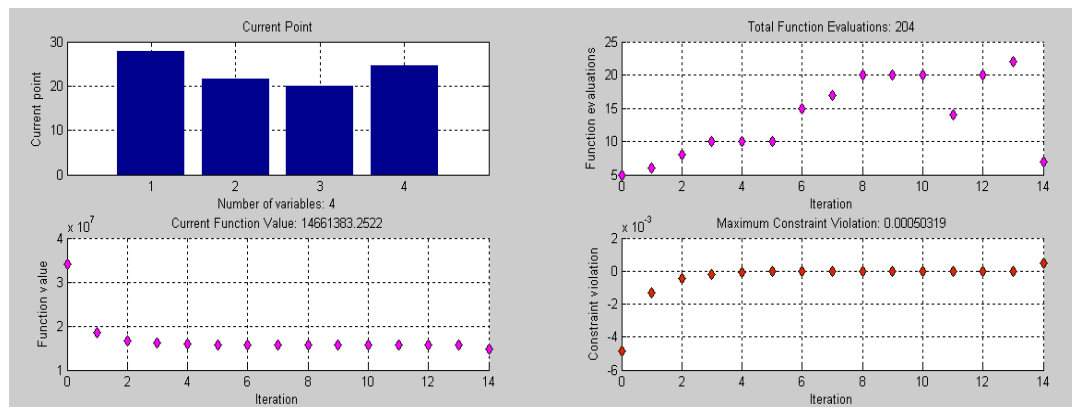 Current Point
30
20
10
0
Current point
1 2 3 4
Number of variables: 4
Total Function Evaluations: 204
25
20
15
10
5
Function evaluations
0 2 4 6 8 10 12 14
Iteration
Current Function Value: 14661383.2522
x 10^7
4
3
2
1
Function value
0 2 4 6 8 10 12 14
Iteration
Maximum Constraint Violation: 0.00050319
x 10^-3
2
0
-2
-4
-6
Constraint violation
0 2 4 6 8 10 12 14
Iteration